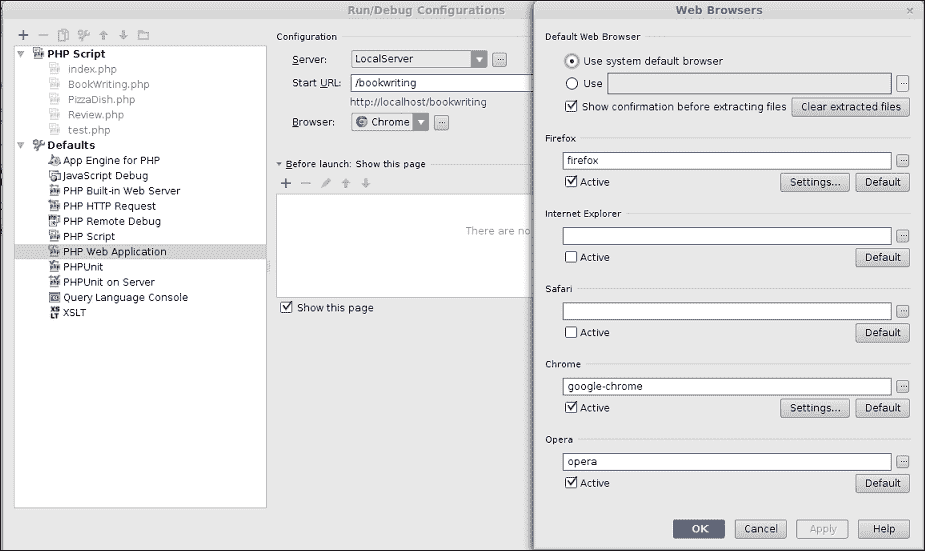 Run/Debug Configurations
PHP Script
index.php
BookWriting.php
PizzaDish.php
Review.php
test.php
Defaults
App Engine for PHP
JavaScript Debug
PHP Built-in Web Server
PHP HTTP Request
PHP Remote Debug
PHP Script
PHP Web Application
PHPUnit
PHPUnit on Server
Query Language Console
XSLT
Configuration
Server: LocalServer ...
Start URL: /bookwriting
http://localhost/bookwriting
Browser: Chrome ...
Before launch: Show this page
There are no
Show this page
Web Browsers
Default Web Browser
Use system default browser
Use ...
Show confirmation before extracting files Clear extracted files
Firefox
firefox ...
Active Settings... Default
Internet Explorer
...
Active Default
Safari
...
Active Default
Chrome
google-chrome ...
Active Settings... Default
Opera
opera ...
Active Default
OK Cancel Apply Help